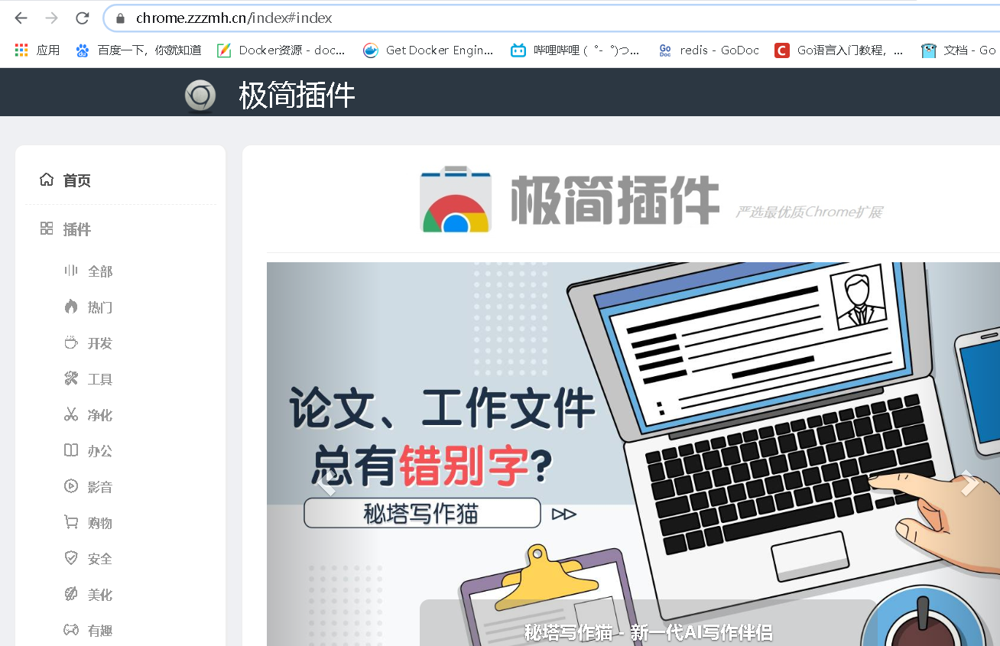 chrome.zzzmh.cn/index#index
应用 百度一下，你就知道 Docker资源 - doc... Get Docker Engin... 哔哩哔哩 ( ゜- ゜)つ... redis - GoDoc Go语言入门教程，... 文档 - Go
极简插件
首页
插件
全部
热门
开发
工具
净化
办公
影音
购物
安全
美化
有趣
极简插件 严选最优质Chrome扩展
论文、工作文件
总有错别字?
秘塔写作猫
秘塔写作猫 - 新一代AI写作伴侣